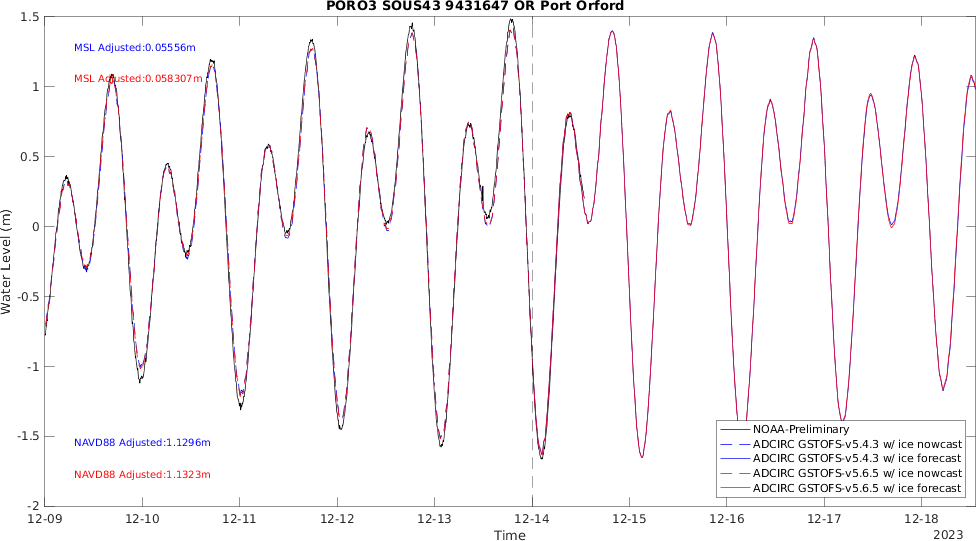 PORO3 SOUS43 9431647 OR Port Orford
1.5
1
0.5
0
-0.5
-1
-1.5
-2
Water Level (m)
MSL Adjusted:0.05556m
MSL Adjusted:0.058307m
NAVD88 Adjusted:1.1296m
NAVD88 Adjusted:1.1323m
NOAA-Preliminary
ADCIRC GSTOFS-v5.4.3 w/ ice nowcast
ADCIRC GSTOFS-v5.4.3 w/ ice forecast
ADCIRC GSTOFS-v5.6.5 w/ ice nowcast
ADCIRC GSTOFS-v5.6.5 w/ ice forecast
12-09 12-10 12-11 12-12 12-13 12-14 12-15 12-16 12-17 12-18
Time
2023